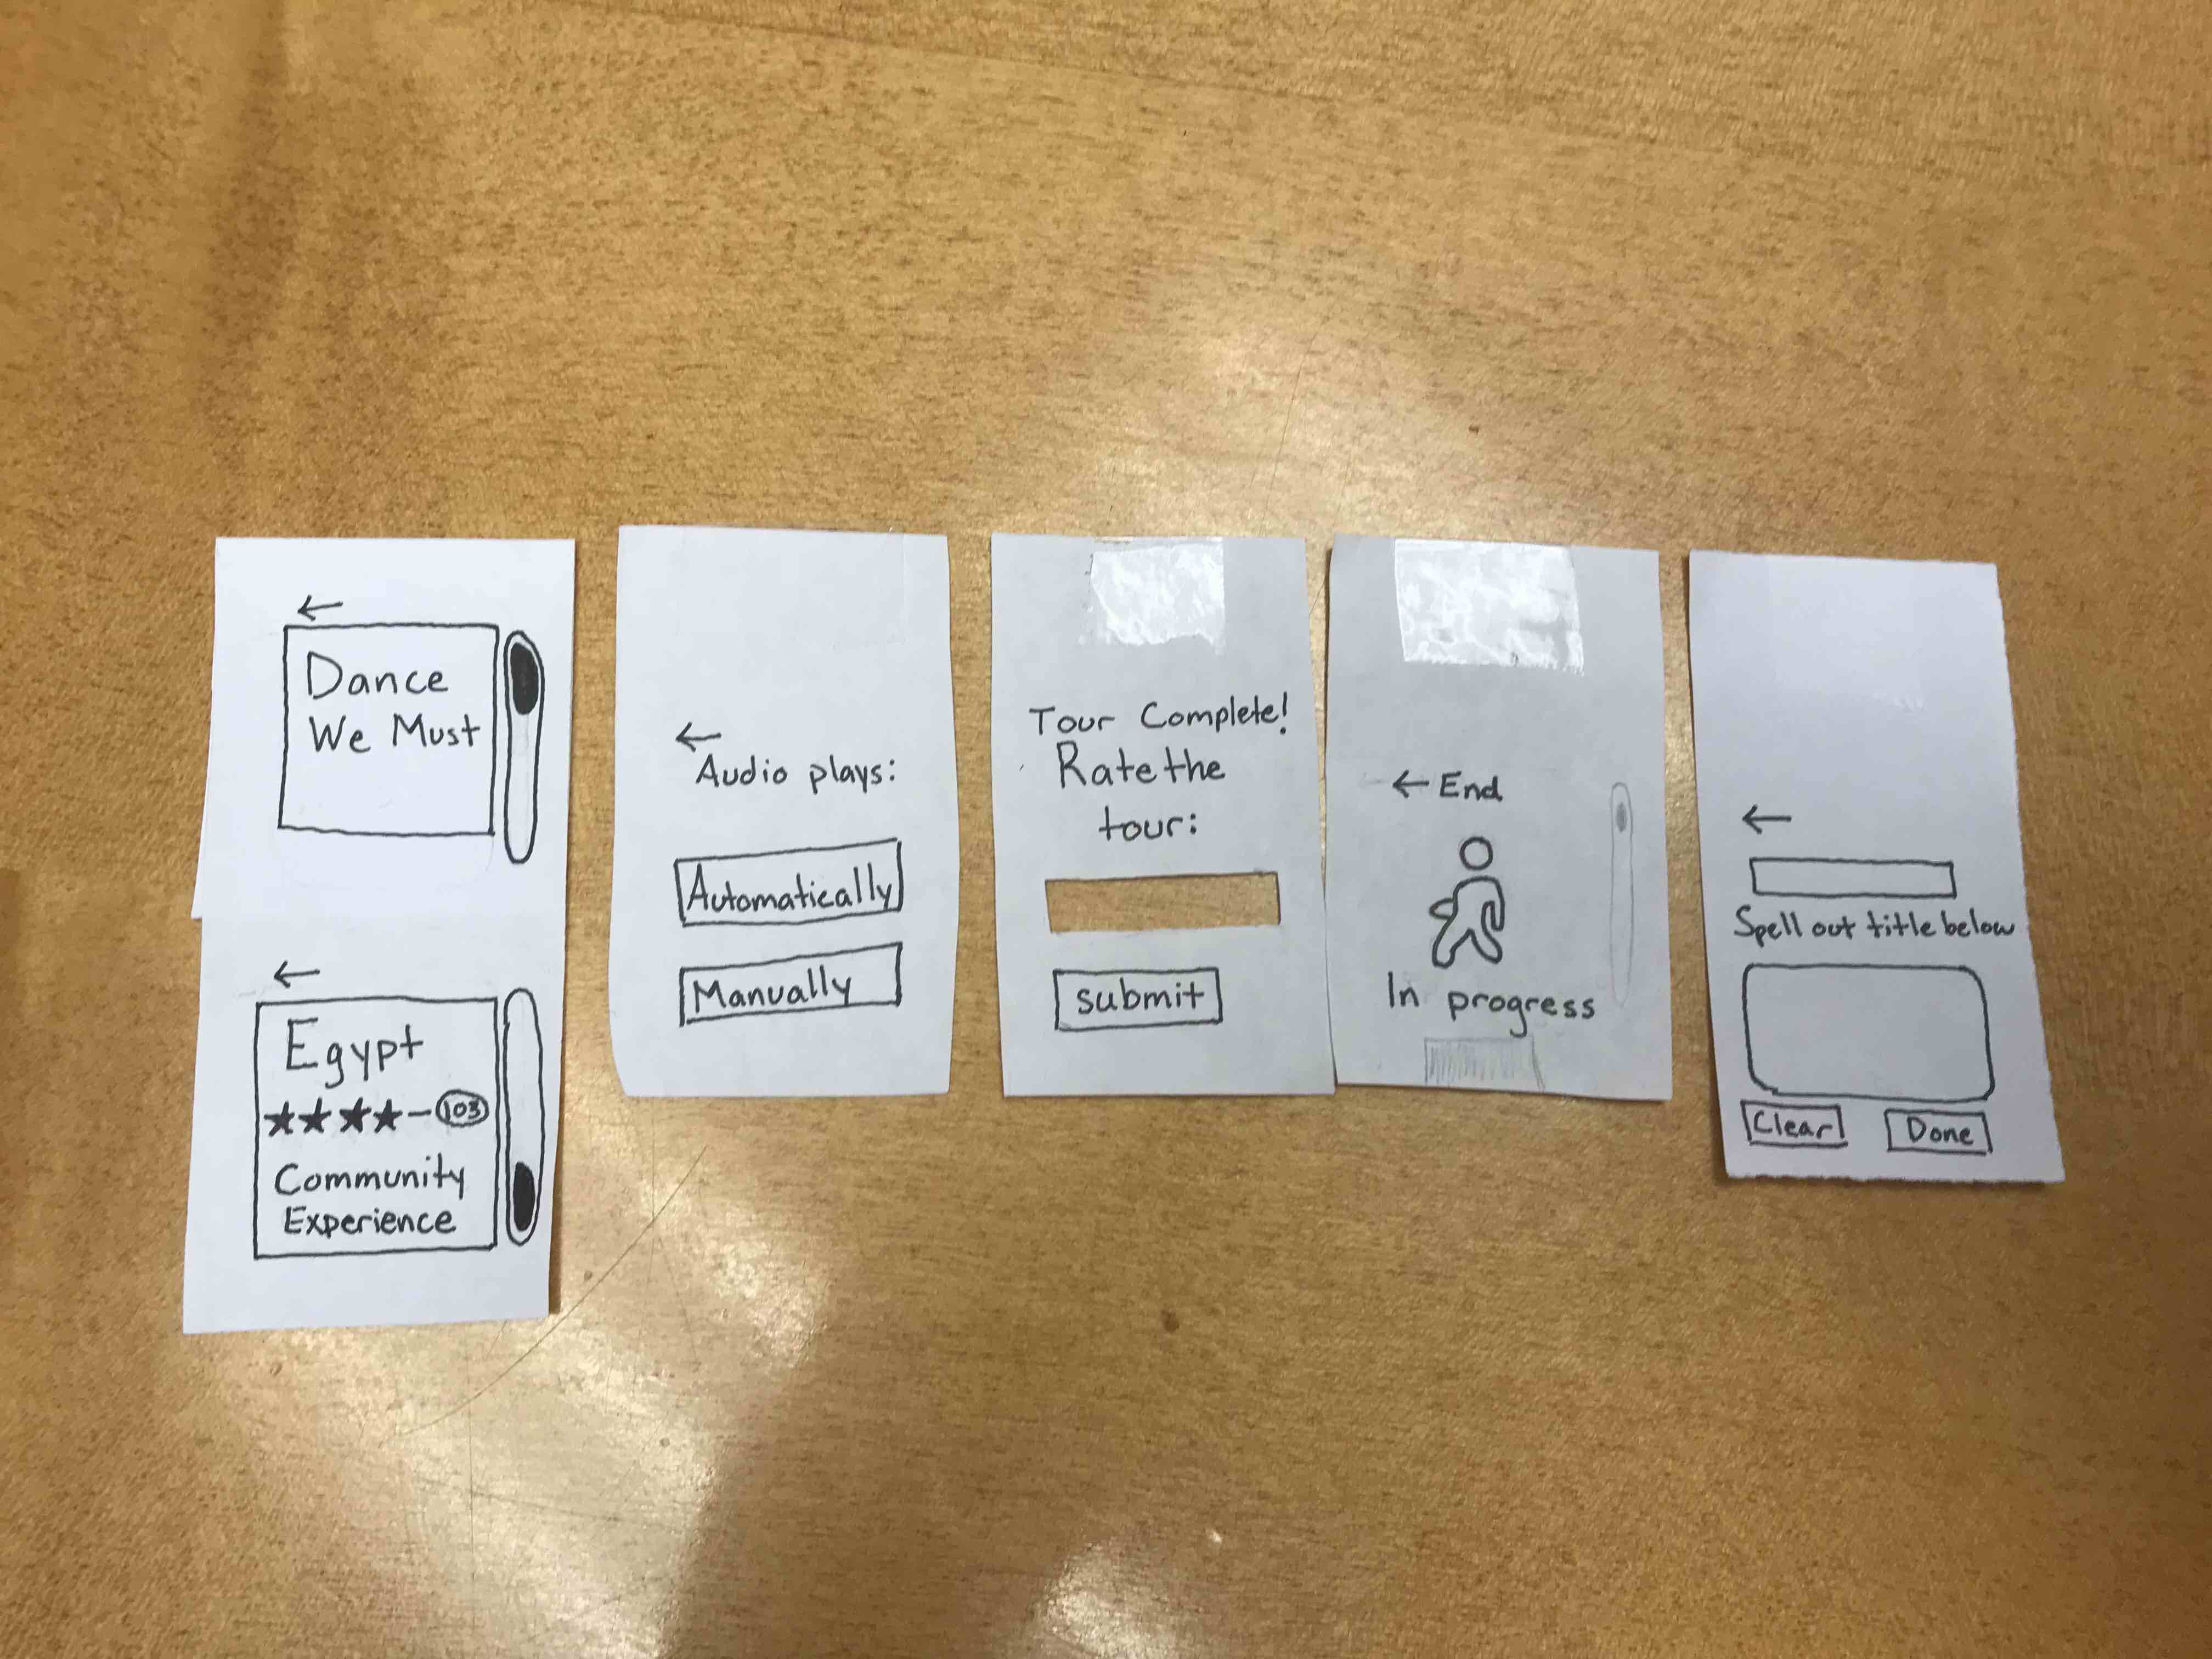 ←
Dance
We Must
←
Egypt
★★★★—103
Community
Experience
←
Audio plays:
Automatically
Manually
Tour Complete!
Rate the
tour:
submit
← End
In progress
←
Spell out title below
Clear
Done